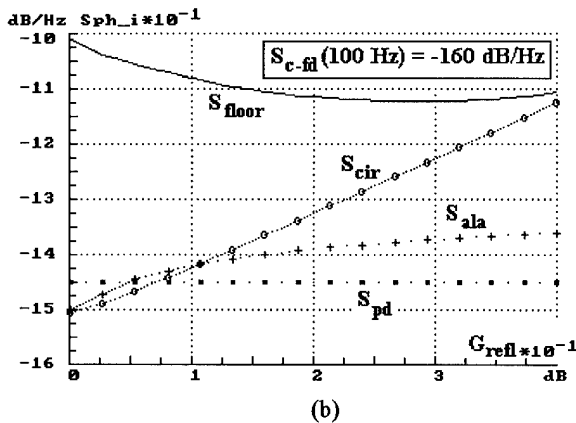 dB/Hz Sph_i*10⁻¹
-10
S_c-fd(100 Hz) = -160 dB/Hz
-11
S_floor
-12
S_cir
-13
S_ala
-14
-15
S_pd
G_refl*10⁻¹
-16
0 1 2 3 dB
(b)